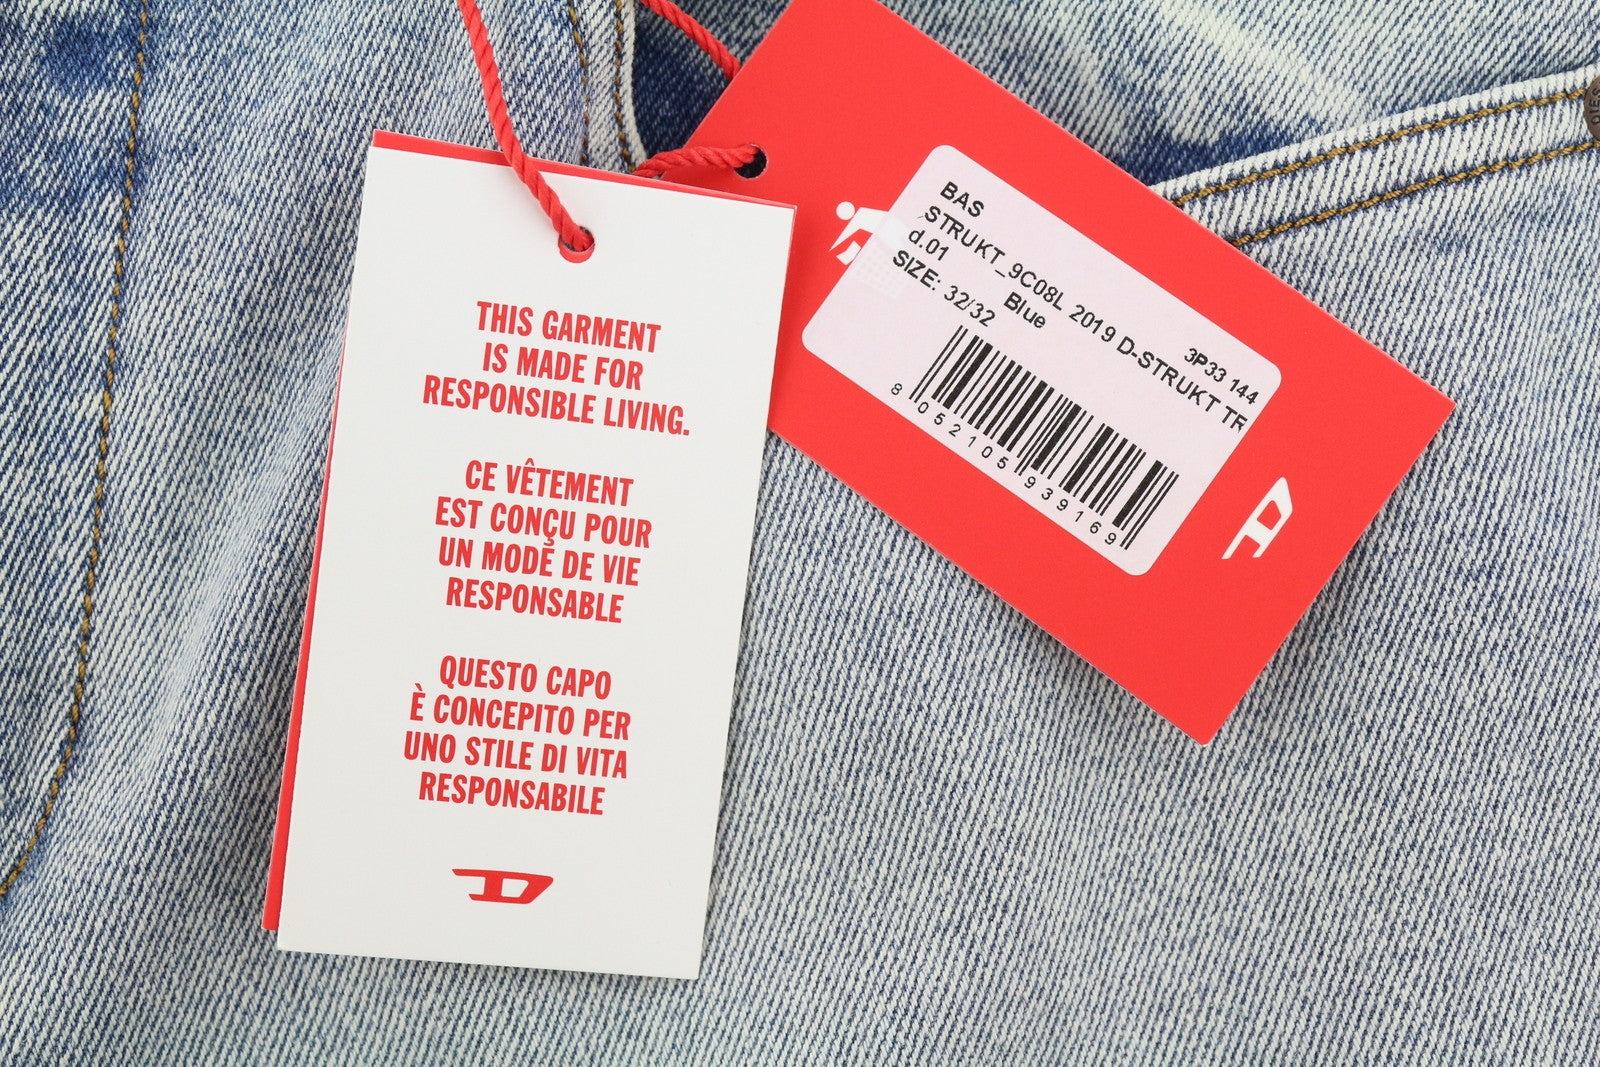 THIS GARMENT
IS MADE FOR
RESPONSIBLE LIVING.
CE VÊTEMENT
EST CONÇU POUR
UN MODE DE VIE
RESPONSABLE
QUESTO CAPO
È CONCEPITO PER
UNO STILE DI VITA
RESPONSABILE
BAS
STRUKT_9C08L 2019 D-STRUKT TR
3P33 144
d.01
Blue
SIZE: 32/32
8 052105 939169